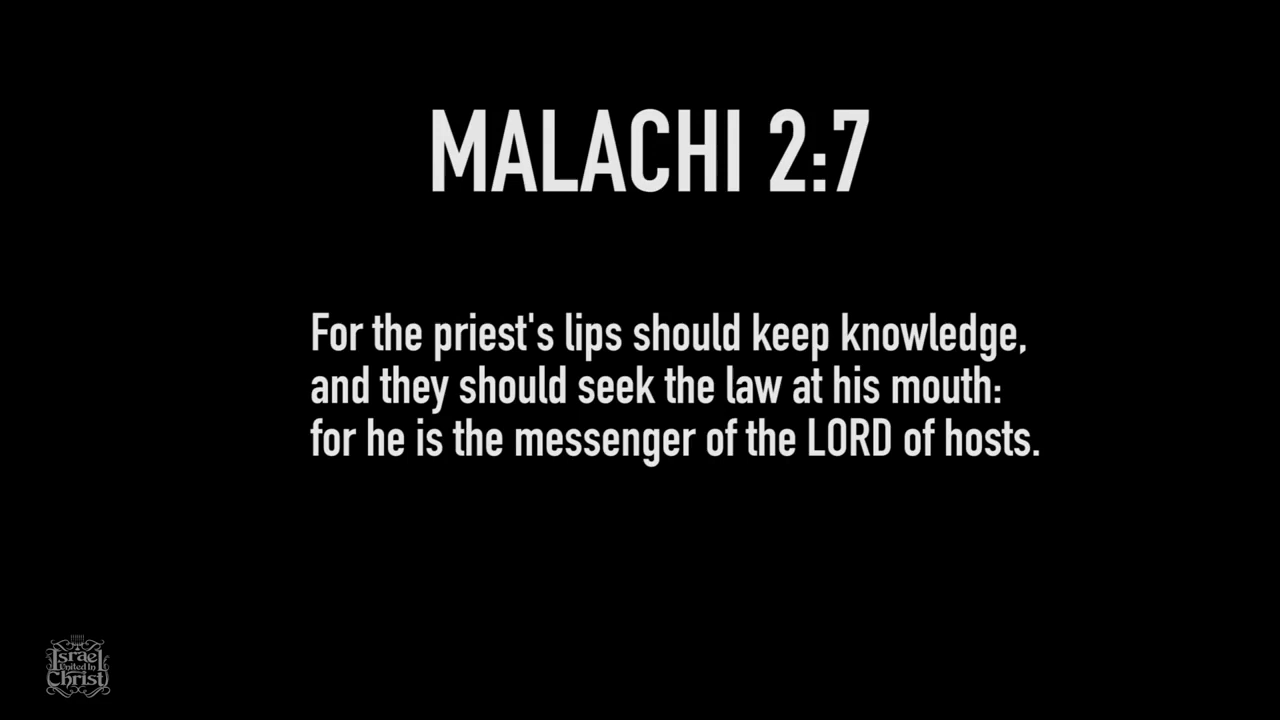 MALACHI 2:7
For the priest's lips should keep knowledge,
and they should seek the law at his mouth:
for he is the messenger of the LORD of hosts.
Israel
United In
Christ